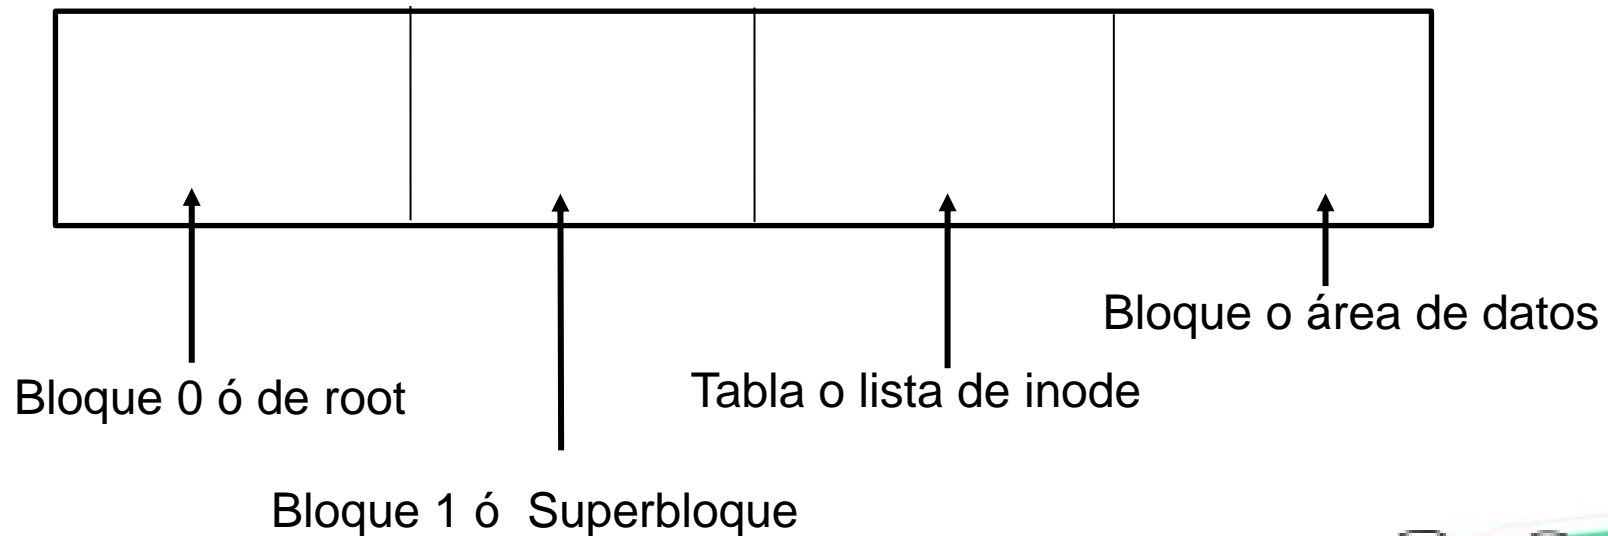 Bloque o área de datos
Bloque 0 ó de root
Tabla o lista de inode
Bloque 1 ó Superbloque